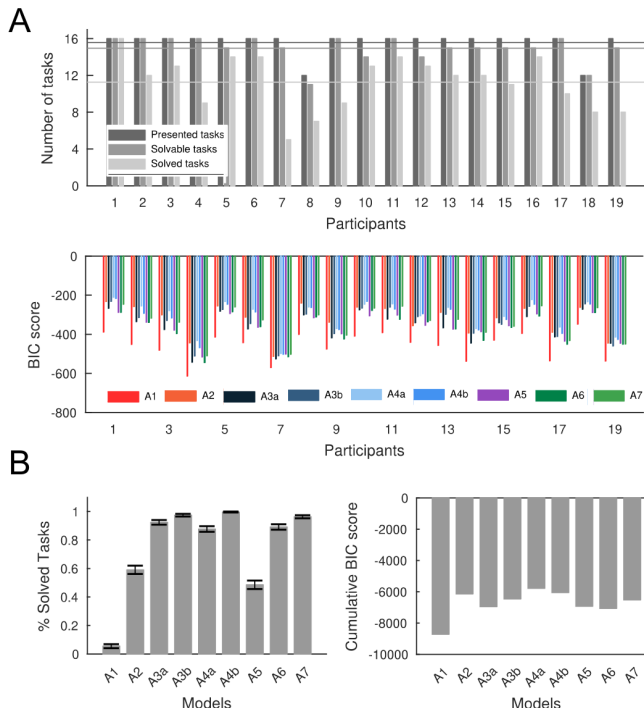 A
16
12
8
4
0
Number of tasks
Presented tasks
Solvable tasks
Solved tasks
1 2 3 4 5 6 7 8 9 10 11 12 13 14 15 16 17 18 19
Participants
0
-200
-400
-600
-800
BIC score
A1 A2 A3a A3b A4a A4b A5 A6 A7
1 3 5 7 9 11 13 15 17 19
Participants
B
1
0.8
0.6
0.4
0.2
0
% Solved Tasks
A1 A2 A3a A3b A4a A4b A5 A6 A7
Models
0
-2000
-4000
-6000
-8000
-10000
Cumulative BIC score
A1 A2 A3a A3b A4a A4b A5 A6 A7
Models